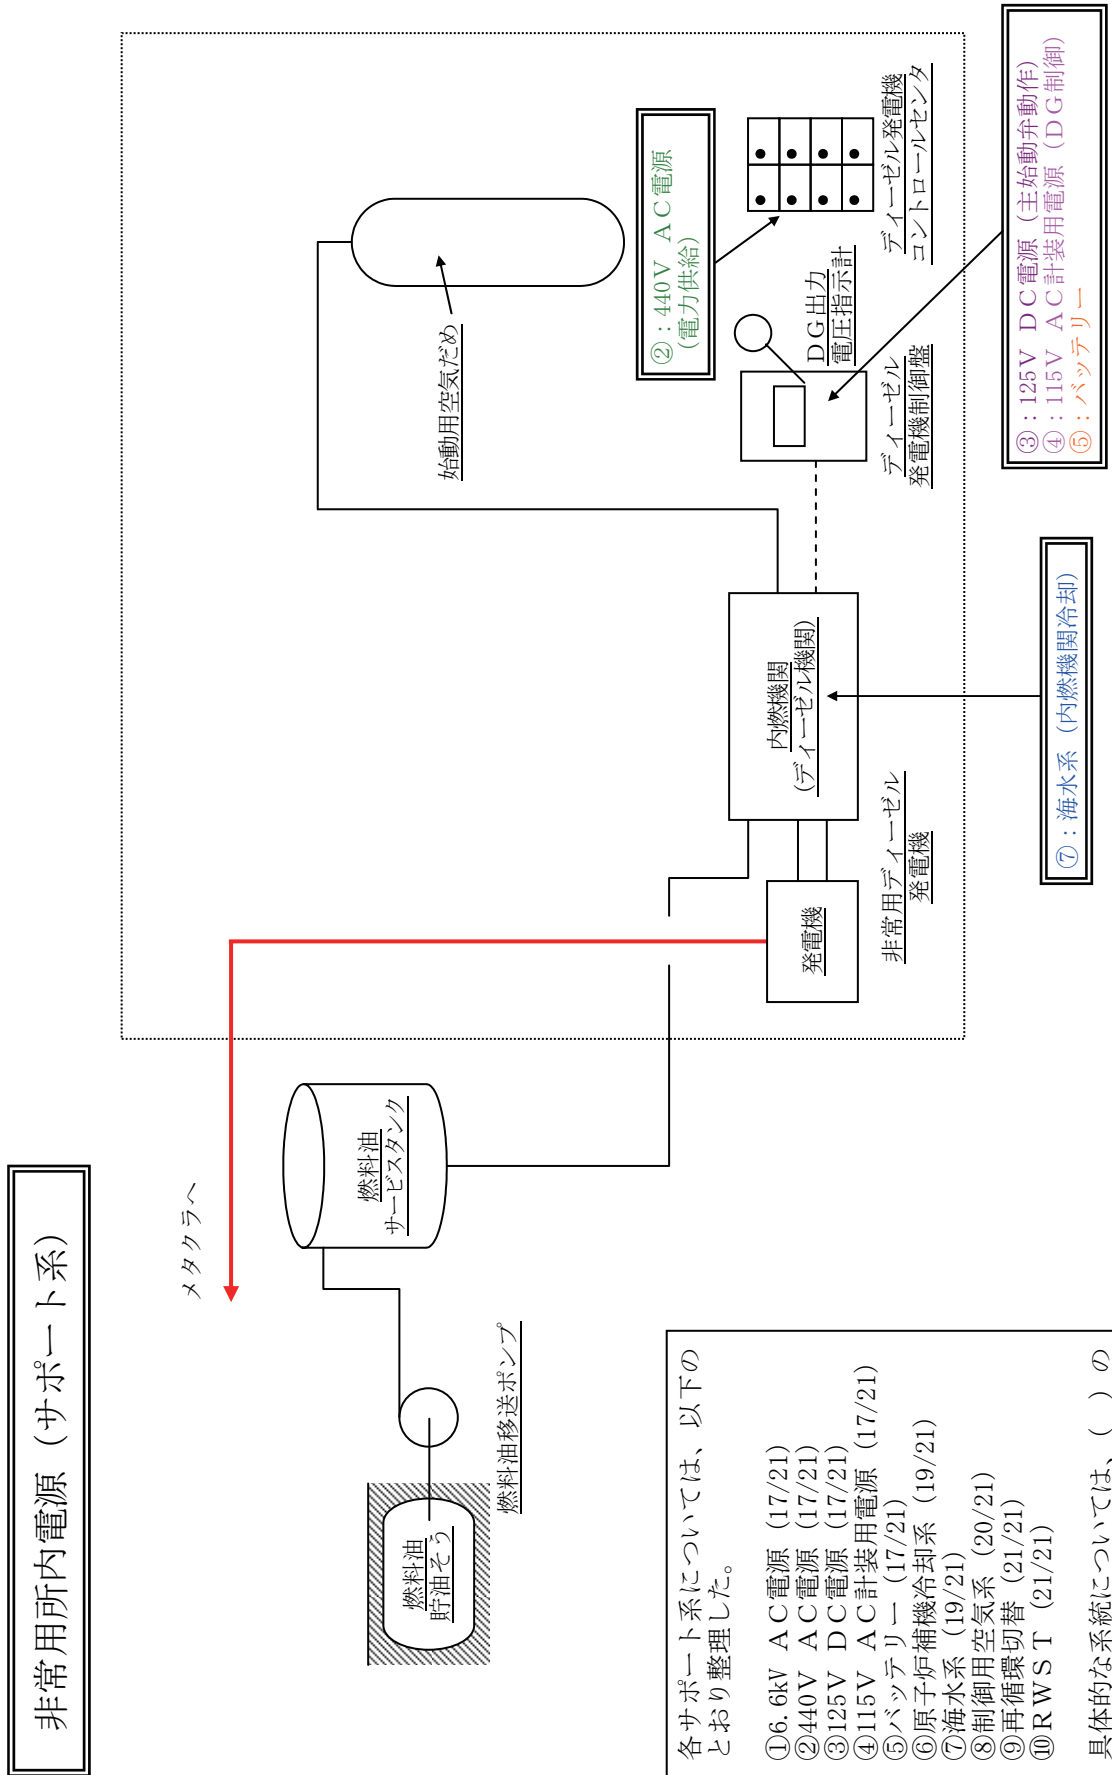 非常用所内電源（サポート系）
メタクラへ
燃料油
貯油そう
燃料油移送ポンプ
燃料油
サービスタンク
始動用空気だめ
発電機
非常用ディーゼル
発電機
内燃機関
(ディーゼル機関)
ディーゼル
発電機制御盤
ＤＧ出力
電圧指示計
ディーゼル発電機
コントロールセンタ
②：440Ｖ ＡＣ電源
(電力供給)
③：125Ｖ ＤＣ電源（主始動弁動作）
④：115Ｖ ＡＣ計装用電源（ＤＧ制御）
⑤：バッテリー
⑦：海水系（内燃機関冷却）
各サポート系については、以下の
とおり整理した。
①6.6kV ＡＣ電源（17/21）
②440Ｖ ＡＣ電源（17/21）
③125Ｖ ＤＣ電源（17/21）
④115Ｖ ＡＣ計装用電源（17/21）
⑤バッテリー（17/21）
⑥原子炉補機冷却系（19/21）
⑦海水系（19/21）
⑧制御用空気系（20/21）
⑨再循環切替（21/21）
⑩ＲＷＳＴ（21/21）
具体的な系統については、（ ）の